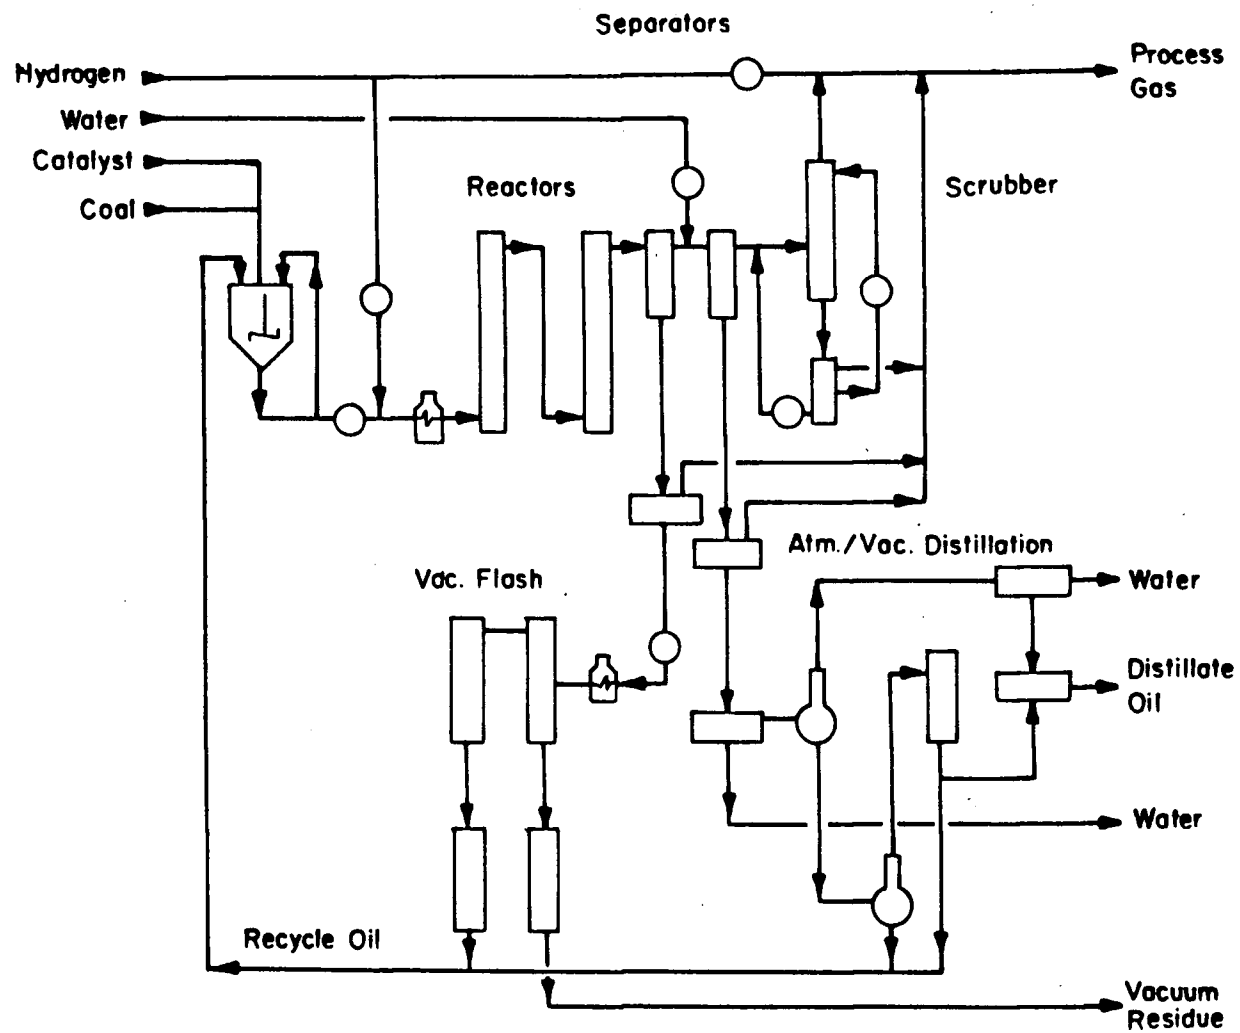 Separators
Process
Gas
Hydrogen
Water
Catalyst
Coal
Reactors
Scrubber
Atm./Vac. Distillation
Vac. Flash
Water
Distillate
Oil
Water
Recycle Oil
Vacuum
Residue